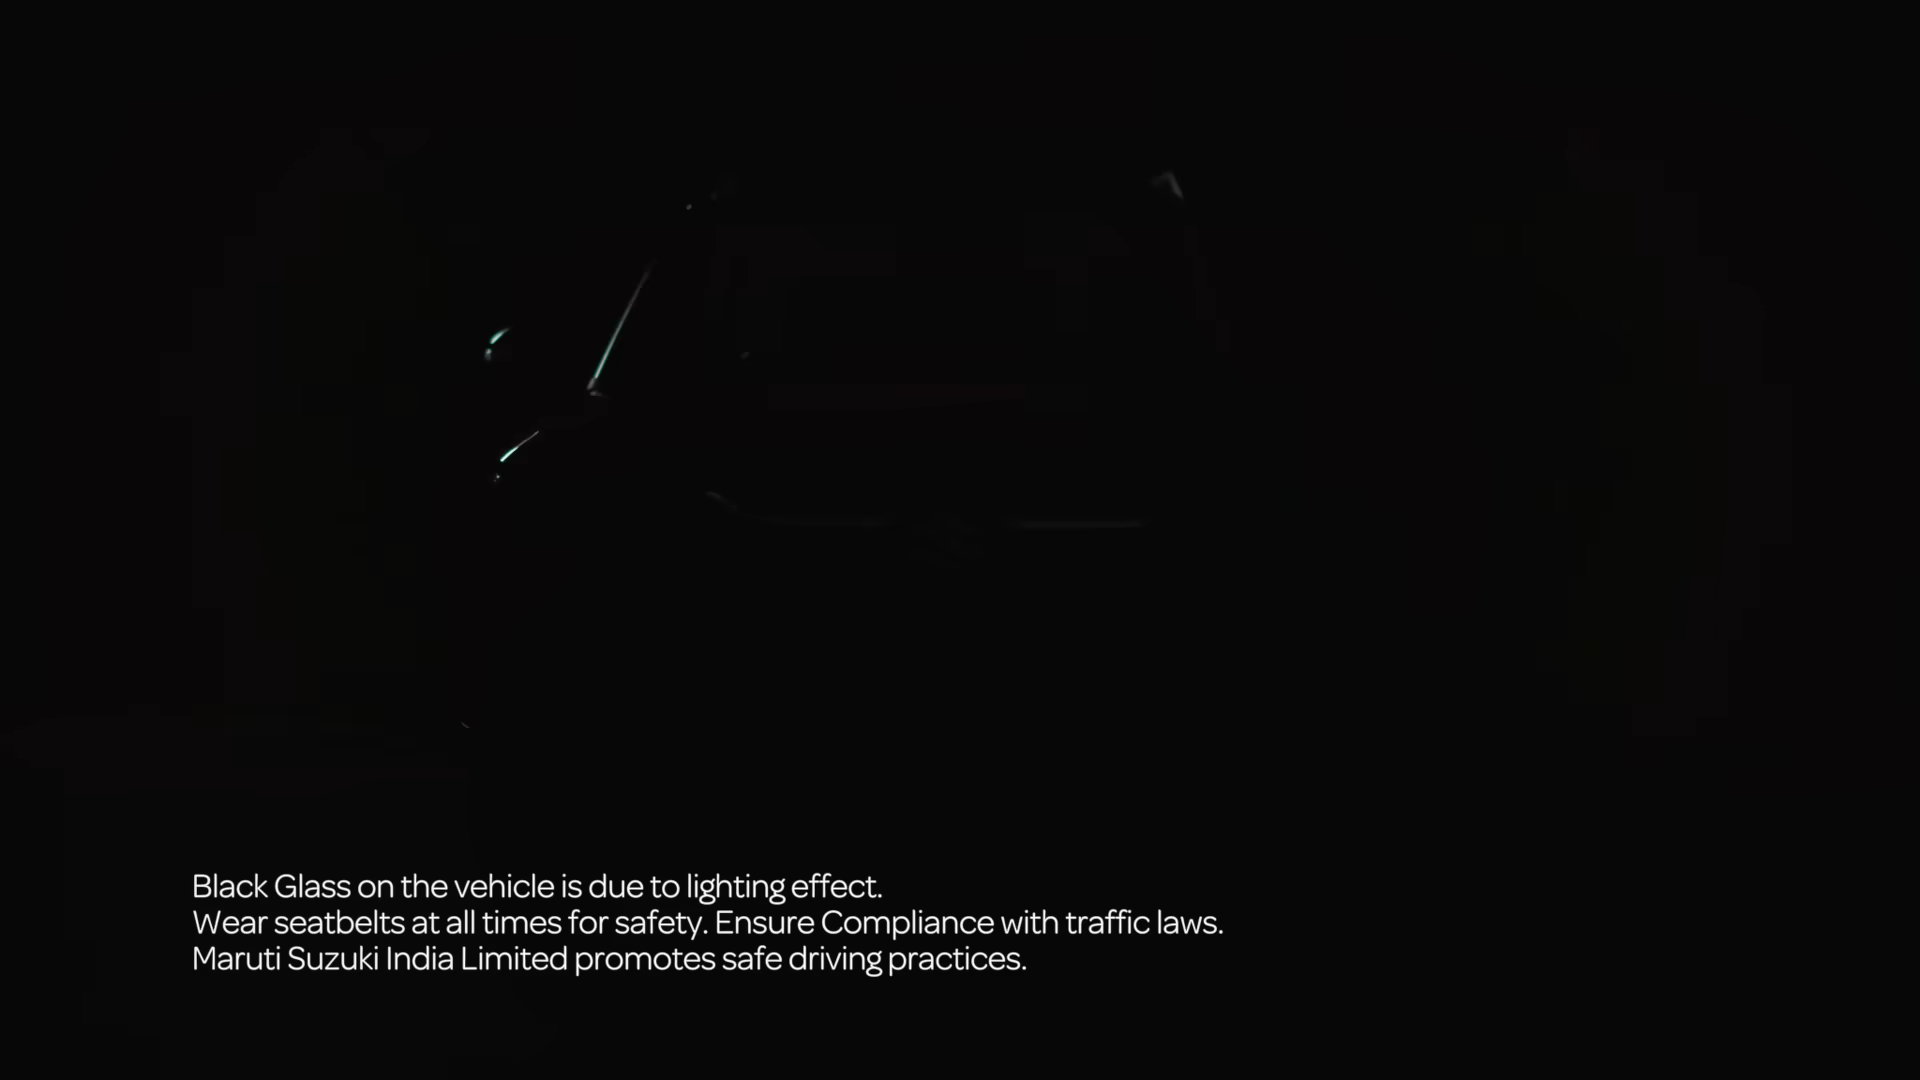 Black Glass on the vehicle is due to lighting effect.
Wear seatbelts at all times for safety. Ensure Compliance with traffic laws.
Maruti Suzuki India Limited promotes safe driving practices.